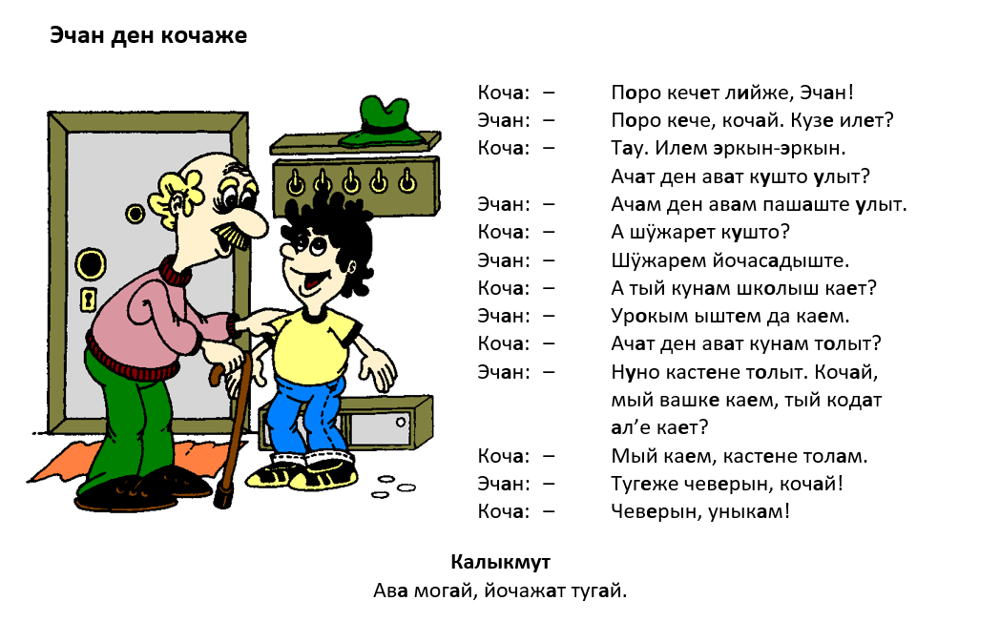 Эчан ден кочаже
Коча: – Поро кечет лийже, Эчан!
Эчан: – Поро кече, кочай. Кузе илет?
Коча: – Тау. Илем эркын-эркын.
Ачат ден ават кушто улыт?
Эчан: – Ачам ден авам пашаште улыт.
Коча: – А шӱжарет кушто?
Эчан: – Шӱжарем йочасадыште.
Коча: – А тый кунам школыш кает?
Эчан: – Урокым ыштем да каем.
Коча: – Ачат ден ават кунам толыт?
Эчан: – Нуно кастене толыт. Кочай,
мый вашке каем, тый кодат
ал’е кает?
Коча: – Мый каем, кастене толам.
Эчан: – Тугеже чеверын, кочай!
Коча: – Чеверын, уныкам!
Калыкмут
Ава могай, йочажат тугай.